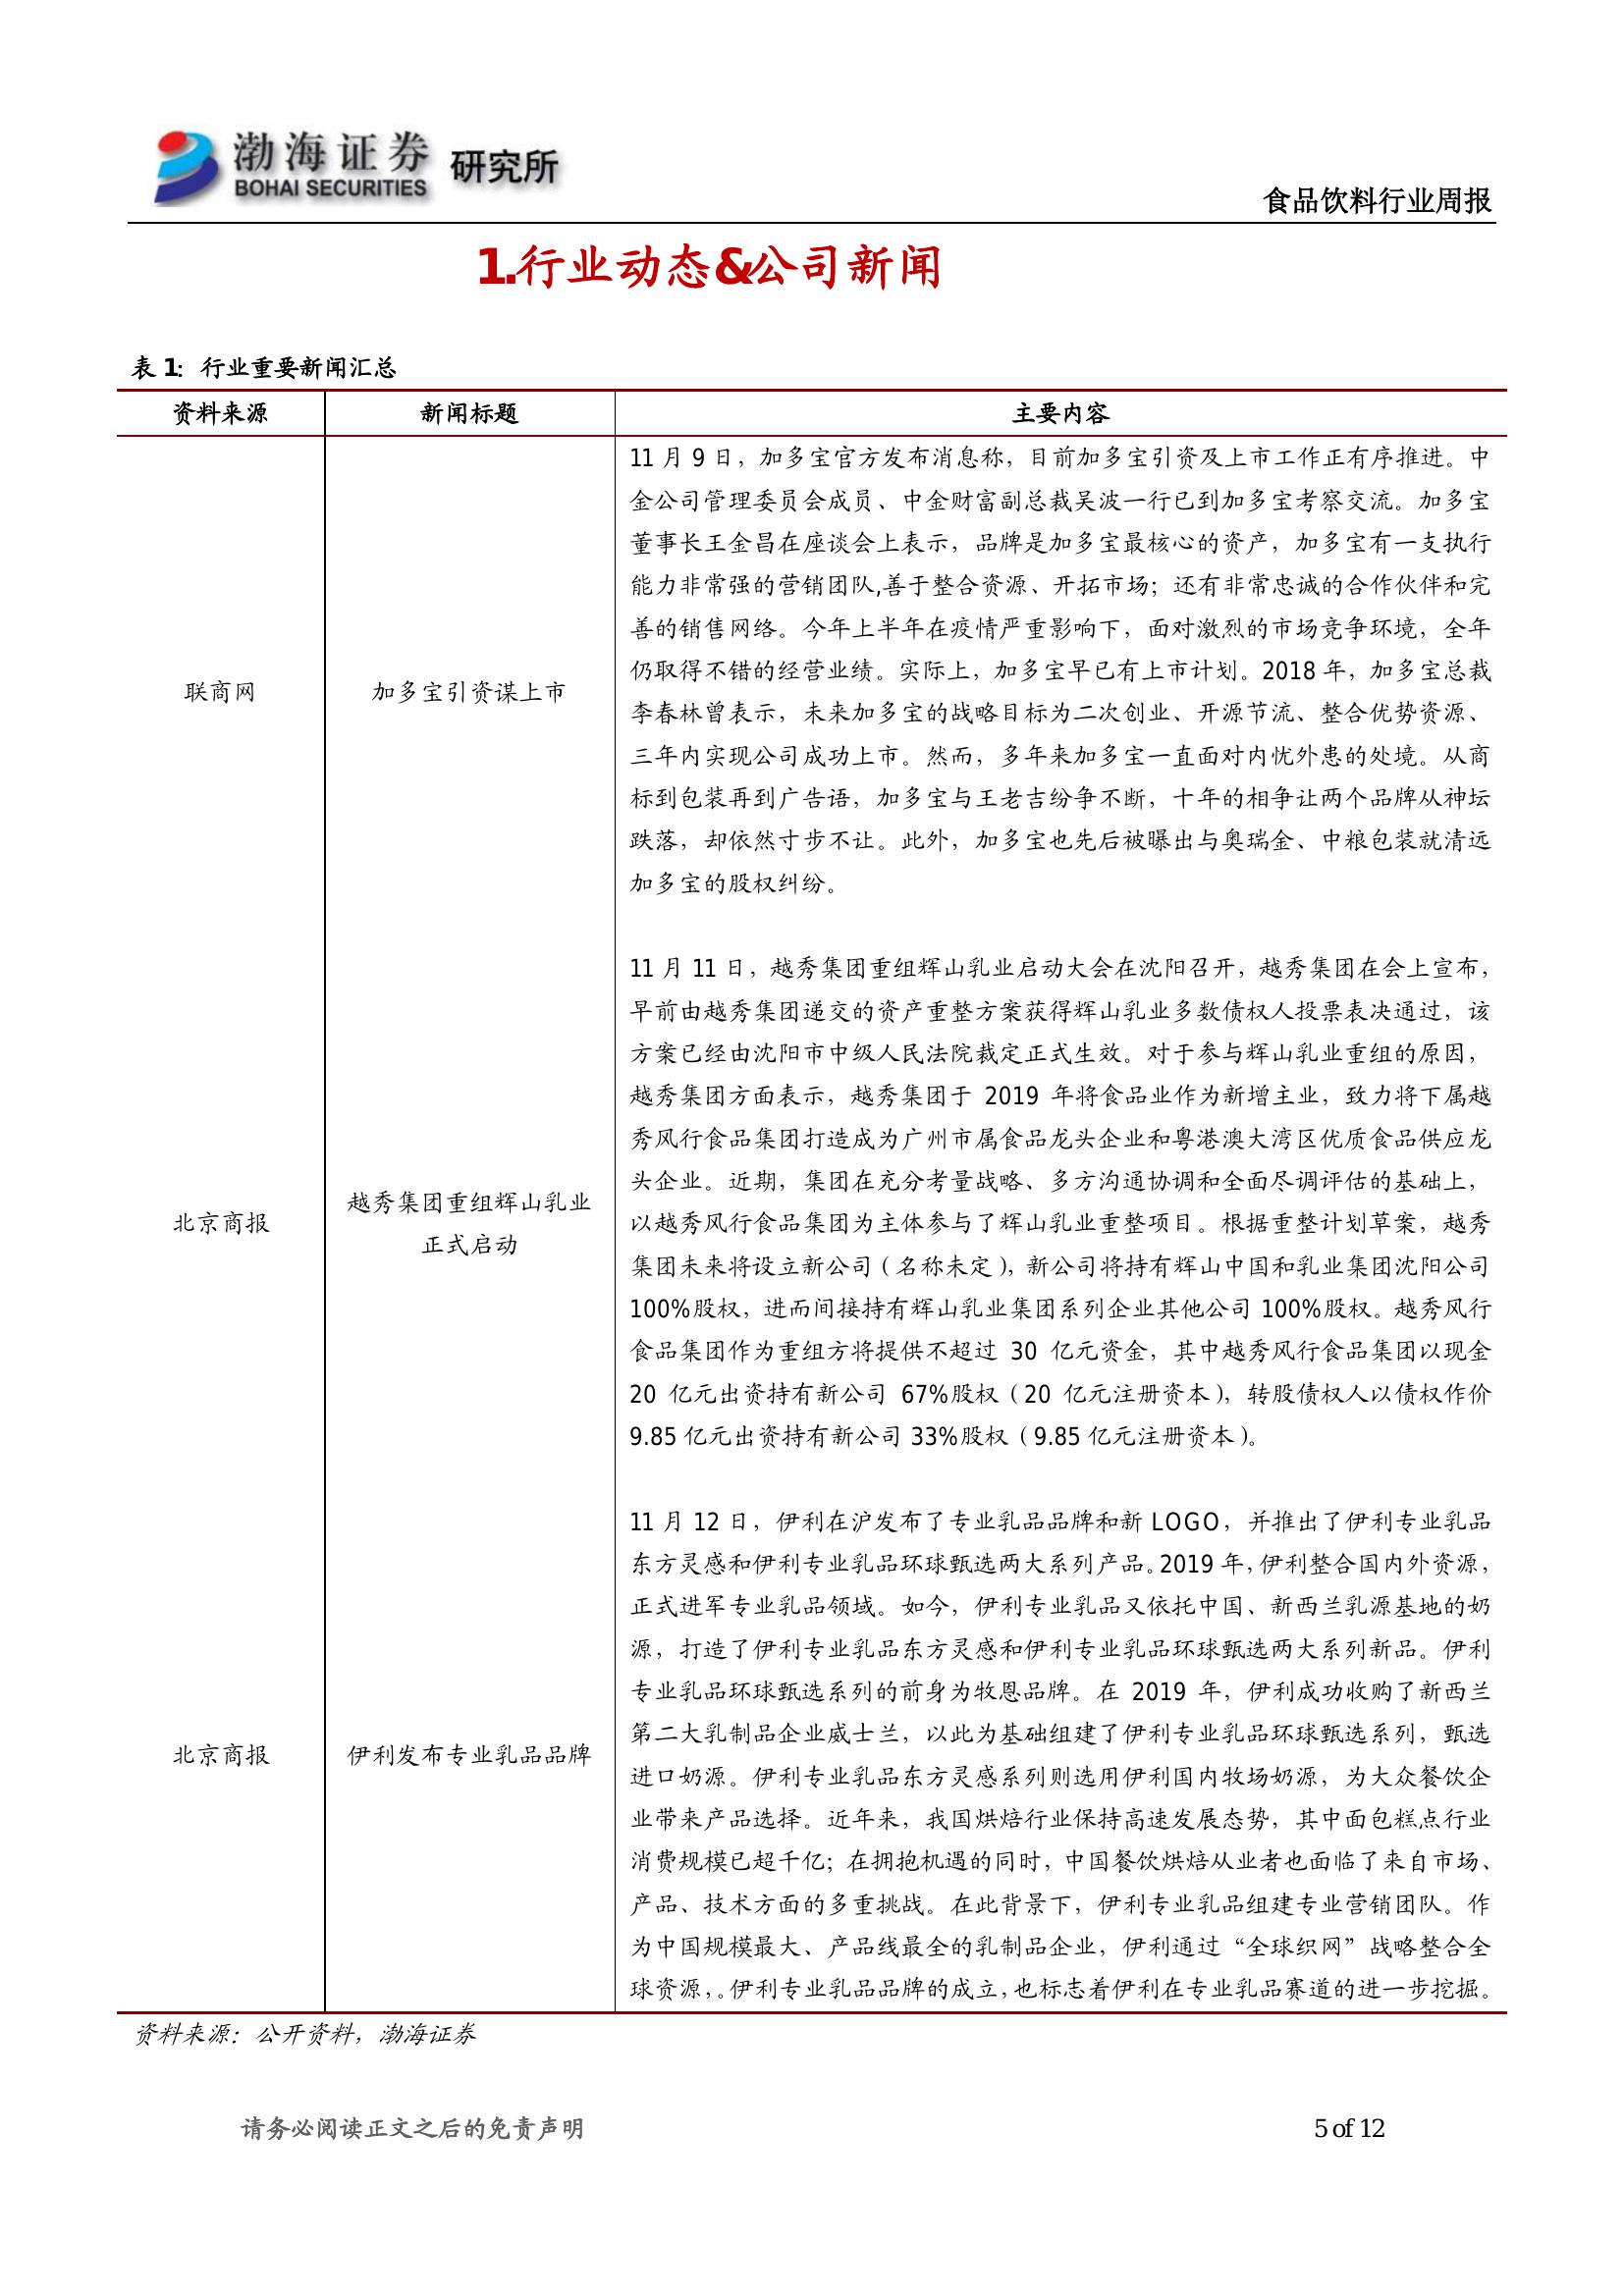 渤海证券 研究所
BOHAI SECURITIES
食品饮料行业周报
1.行业动态&公司新闻
表 1：行业重要新闻汇总
资料来源 新闻标题 主要内容
联商网
加多宝引资谋上市
11 月 9 日，加多宝官方发布消息称，目前加多宝引资及上市工作正有序推进。中
金公司管理委员会成员、中金财富副总裁吴波一行已到加多宝考察交流。加多宝
董事长王金昌在座谈会上表示，品牌是加多宝最核心的资产，加多宝有一支执行
能力非常强的营销团队,善于整合资源、开拓市场；还有非常忠诚的合作伙伴和完
善的销售网络。今年上半年在疫情严重影响下，面对激烈的市场竞争环境，全年
仍取得不错的经营业绩。实际上，加多宝早已有上市计划。2018 年，加多宝总裁
李春林曾表示，未来加多宝的战略目标为二次创业、开源节流、整合优势资源、
三年内实现公司成功上市。然而，多年来加多宝一直面对内忧外患的处境。从商
标到包装再到广告语，加多宝与王老吉纷争不断，十年的相争让两个品牌从神坛
跌落，却依然寸步不让。此外，加多宝也先后被曝出与奥瑞金、中粮包装就清远
加多宝的股权纠纷。
北京商报
越秀集团重组辉山乳业
正式启动
11 月 11 日，越秀集团重组辉山乳业启动大会在沈阳召开，越秀集团在会上宣布，
早前由越秀集团递交的资产重整方案获得辉山乳业多数债权人投票表决通过，该
方案已经由沈阳市中级人民法院裁定正式生效。对于参与辉山乳业重组的原因，
越秀集团方面表示，越秀集团于 2019 年将食品业作为新增主业，致力将下属越
秀风行食品集团打造成为广州市属食品龙头企业和粤港澳大湾区优质食品供应龙
头企业。近期，集团在充分考量战略、多方沟通协调和全面尽调评估的基础上，
以越秀风行食品集团为主体参与了辉山乳业重整项目。根据重整计划草案，越秀
集团未来将设立新公司（名称未定），新公司将持有辉山中国和乳业集团沈阳公司
100%股权，进而间接持有辉山乳业集团系列企业其他公司 100%股权。越秀风行
食品集团作为重组方将提供不超过 30 亿元资金，其中越秀风行食品集团以现金
20 亿元出资持有新公司 67%股权（20 亿元注册资本），转股债权人以债权作价
9.85 亿元出资持有新公司 33%股权（9.85 亿元注册资本）。
北京商报
伊利发布专业乳品品牌
11 月 12 日，伊利在沪发布了专业乳品品牌和新 LOGO，并推出了伊利专业乳品
东方灵感和伊利专业乳品环球甄选两大系列产品。2019 年，伊利整合国内外资源，
正式进军专业乳品领域。如今，伊利专业乳品又依托中国、新西兰乳源基地的奶
源，打造了伊利专业乳品东方灵感和伊利专业乳品环球甄选两大系列新品。伊利
专业乳品环球甄选系列的前身为牧恩品牌。在 2019 年，伊利成功收购了新西兰
第二大乳制品企业威士兰，以此为基础组建了伊利专业乳品环球甄选系列，甄选
进口奶源。伊利专业乳品东方灵感系列则选用伊利国内牧场奶源，为大众餐饮企
业带来产品选择。近年来，我国烘焙行业保持高速发展态势，其中面包糕点行业
消费规模已超千亿；在拥抱机遇的同时，中国餐饮烘焙从业者也面临了来自市场、
产品、技术方面的多重挑战。在此背景下，伊利专业乳品组建专业营销团队。作
为中国规模最大、产品线最全的乳制品企业，伊利通过“全球织网”战略整合全
球资源，。伊利专业乳品品牌的成立，也标志着伊利在专业乳品赛道的进一步挖掘。
资料来源：公开资料，渤海证券
请务必阅读正文之后的免责声明
5 of 12